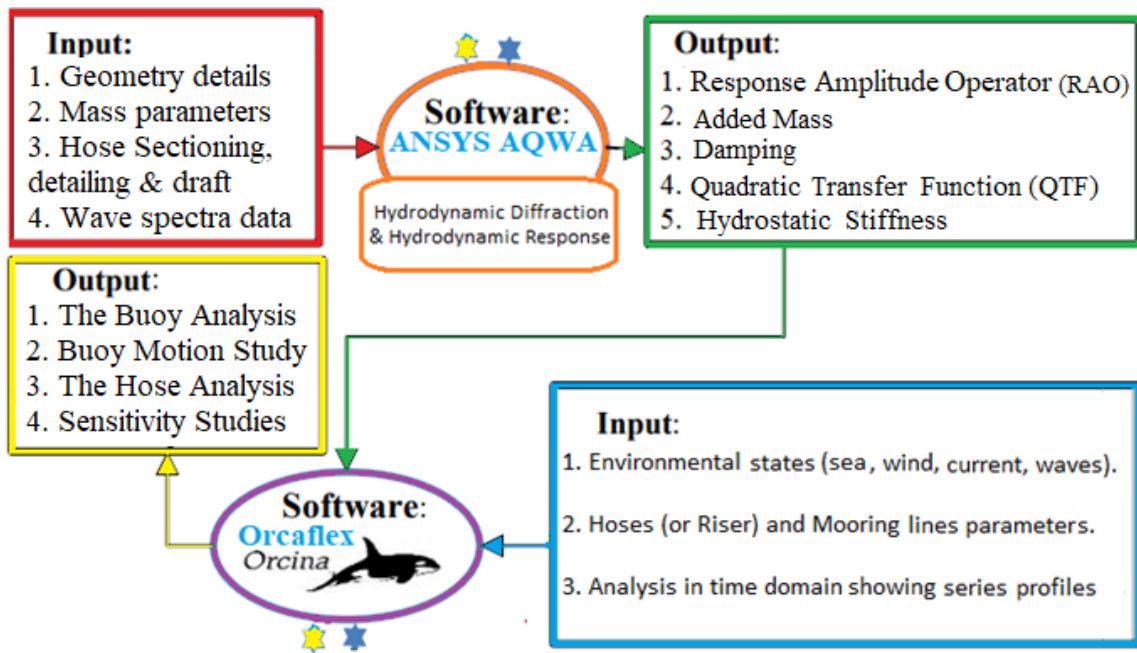 Input:
1. Geometry details
2. Mass parameters
3. Hose Sectioning,
detailing & draft
4. Wave spectra data
Software:
ANSYS AQWA
Hydrodynamic Diffraction
& Hydrodynamic Response
Output:
1. Response Amplitude Operator (RAO)
2. Added Mass
3. Damping
4. Quadratic Transfer Function (QTF)
5. Hydrostatic Stiffness
Output:
1. The Buoy Analysis
2. Buoy Motion Study
3. The Hose Analysis
4. Sensitivity Studies
Software:
Orcaflex
Orcina
Input:
1. Environmental states (sea, wind, current, waves).
2. Hoses (or Riser) and Mooring lines parameters.
3. Analysis in time domain showing series profiles